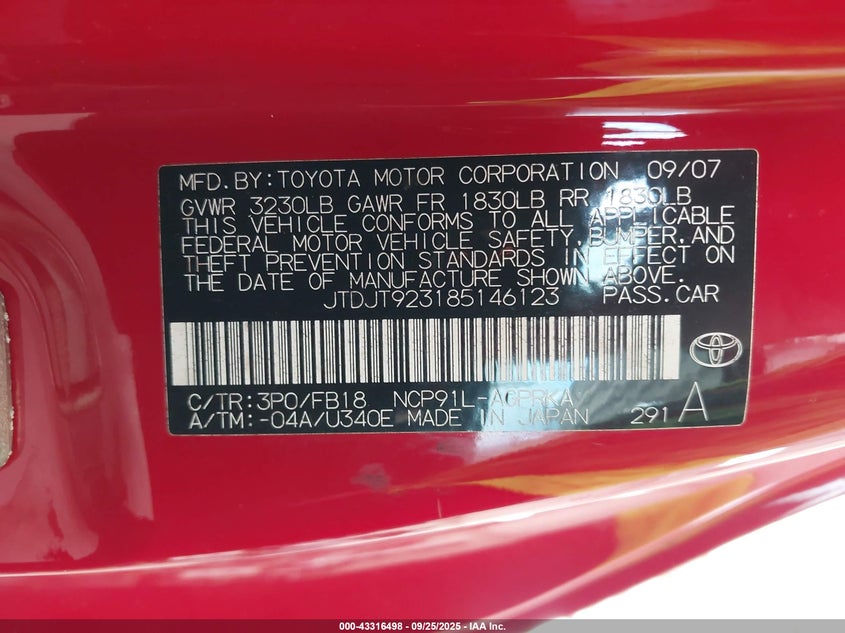 MFD.BY:TOYOTA MOTOR CORPORATION 09/07
GVWR 3230LB GAWR FR 1830LB RR 1830LB
THIS VEHICLE CONFORMS TO ALL APPLICABLE
FEDERAL MOTOR VEHICLE SAFETY,BUMPER,AND
THEFT PREVENTION STANDARDS IN EFFECT ON
THE DATE OF MANUFACTURE SHOWN ABOVE.
JTDJT923185146123 PASS.CAR
C/TR:3P0/FB18 NCP91L-AGPRKA
A/TM:-04A/U340E MADE IN JAPAN 291 A
000-43316498 - 09/25/2025 - IAA Inc.